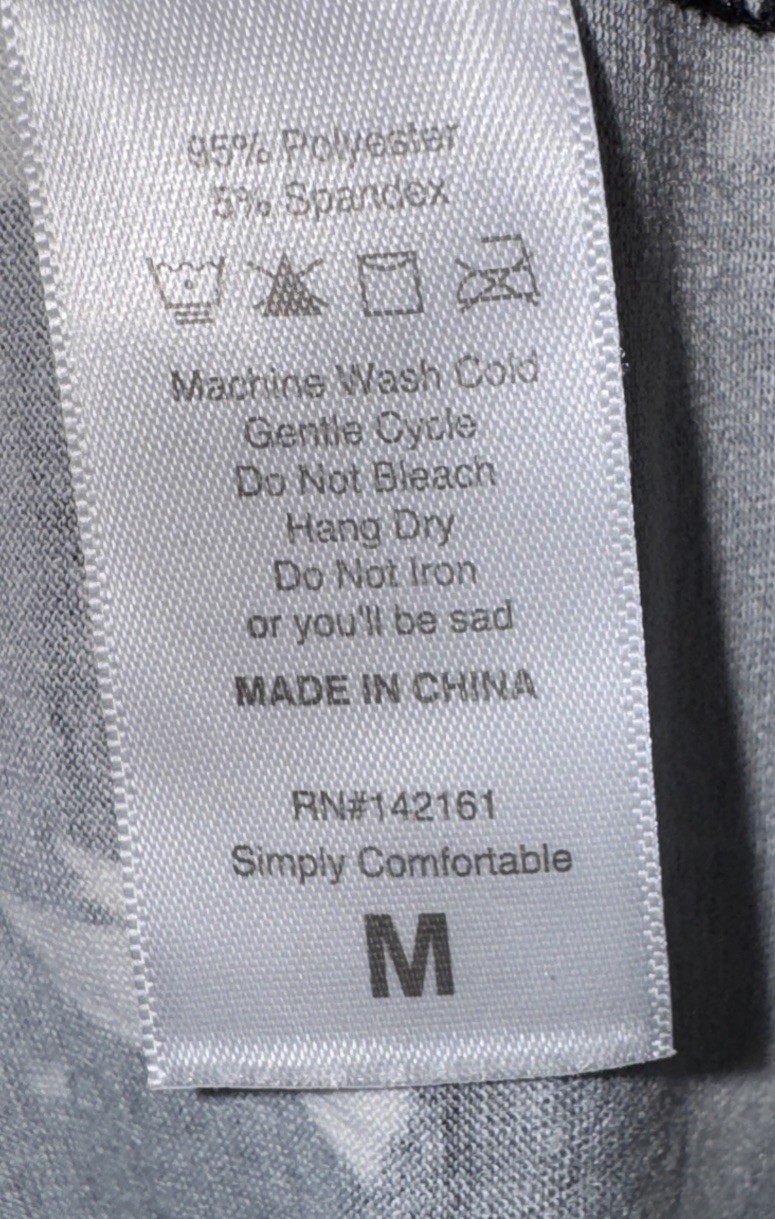 95% Polyester
5% Spandex
Machine Wash Cold
Gentle Cycle
Do Not Bleach
Hang Dry
Do Not Iron
or you'll be sad
MADE IN CHINA
RN#142161
Simply Comfortable
M